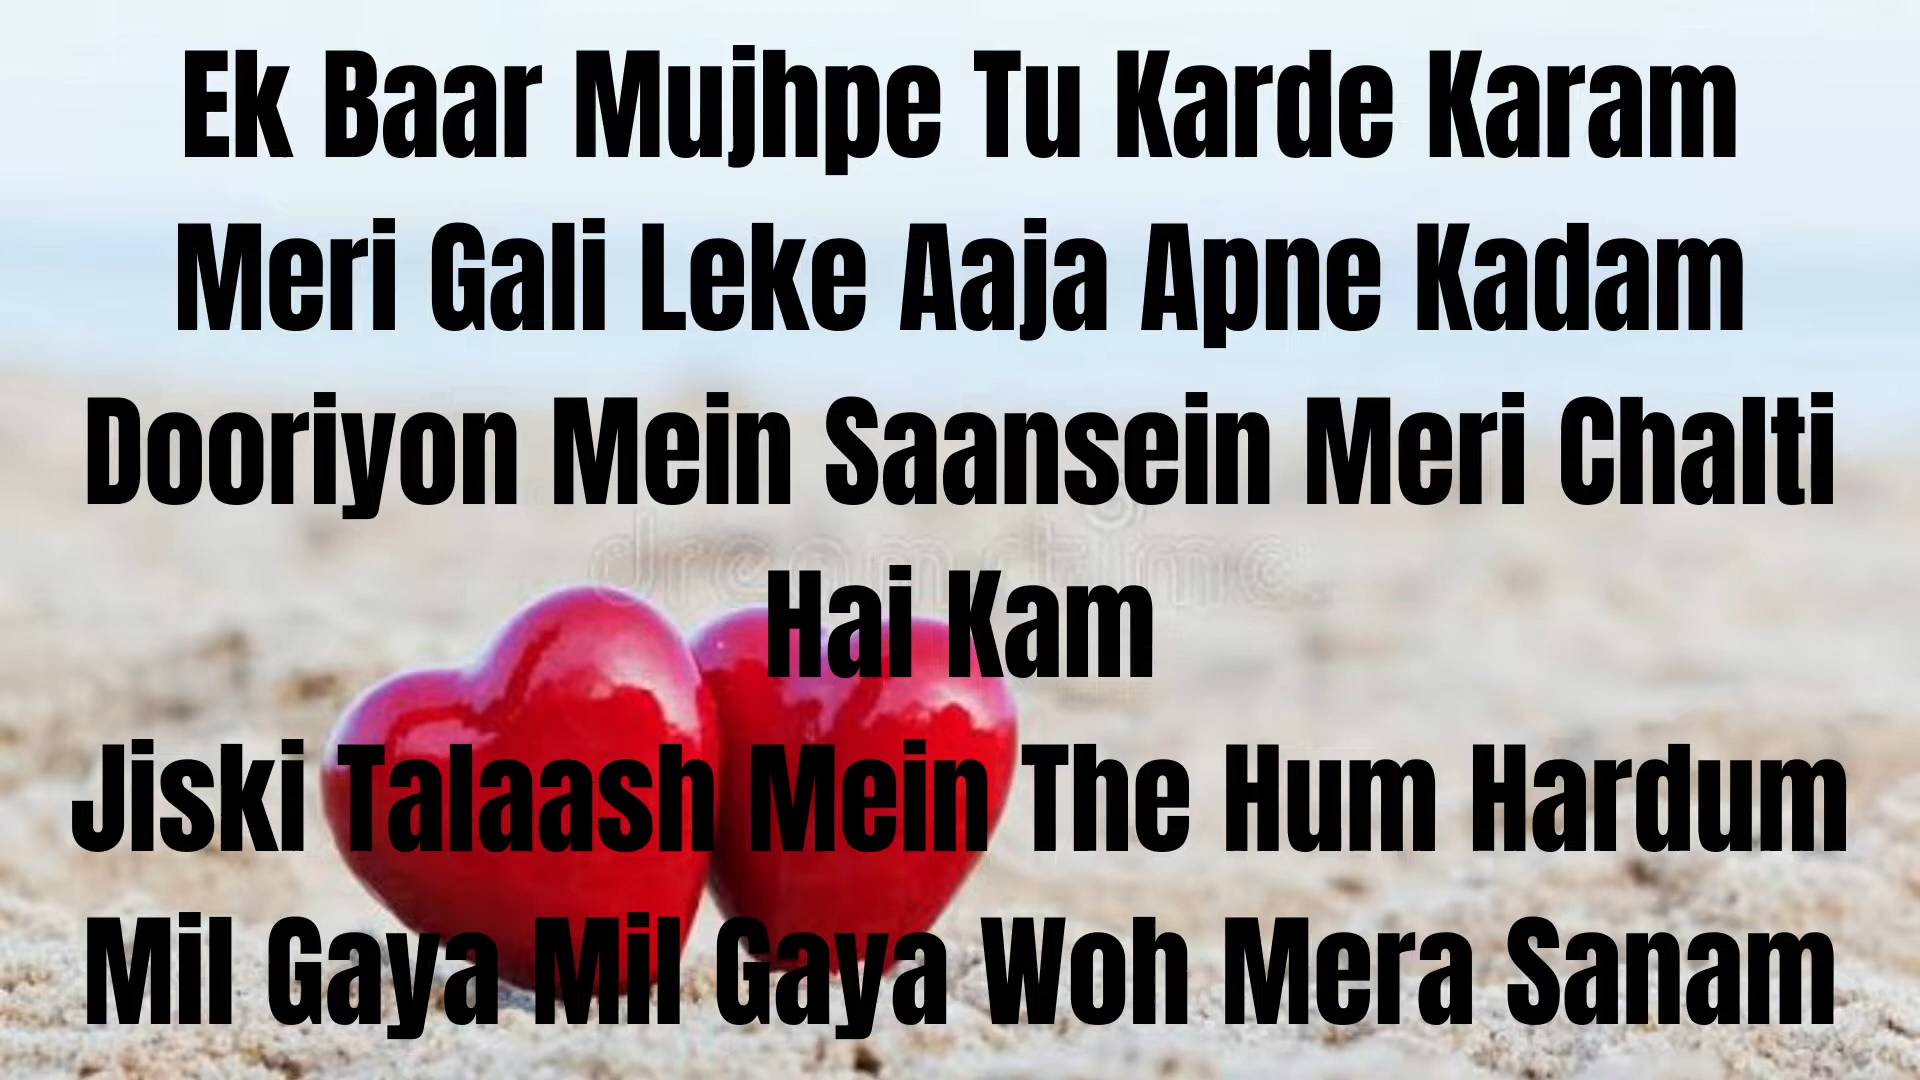 Ek Baar Mujhpe Tu Karde Karam
Meri Gali Leke Aaja Apne Kadam
Dooriyon Mein Saansein Meri Chalti
Hai Kam
Jiski Talaash Mein The Hum Hardum
Mil Gaya Mil Gaya Woh Mera Sanam
dreamstime